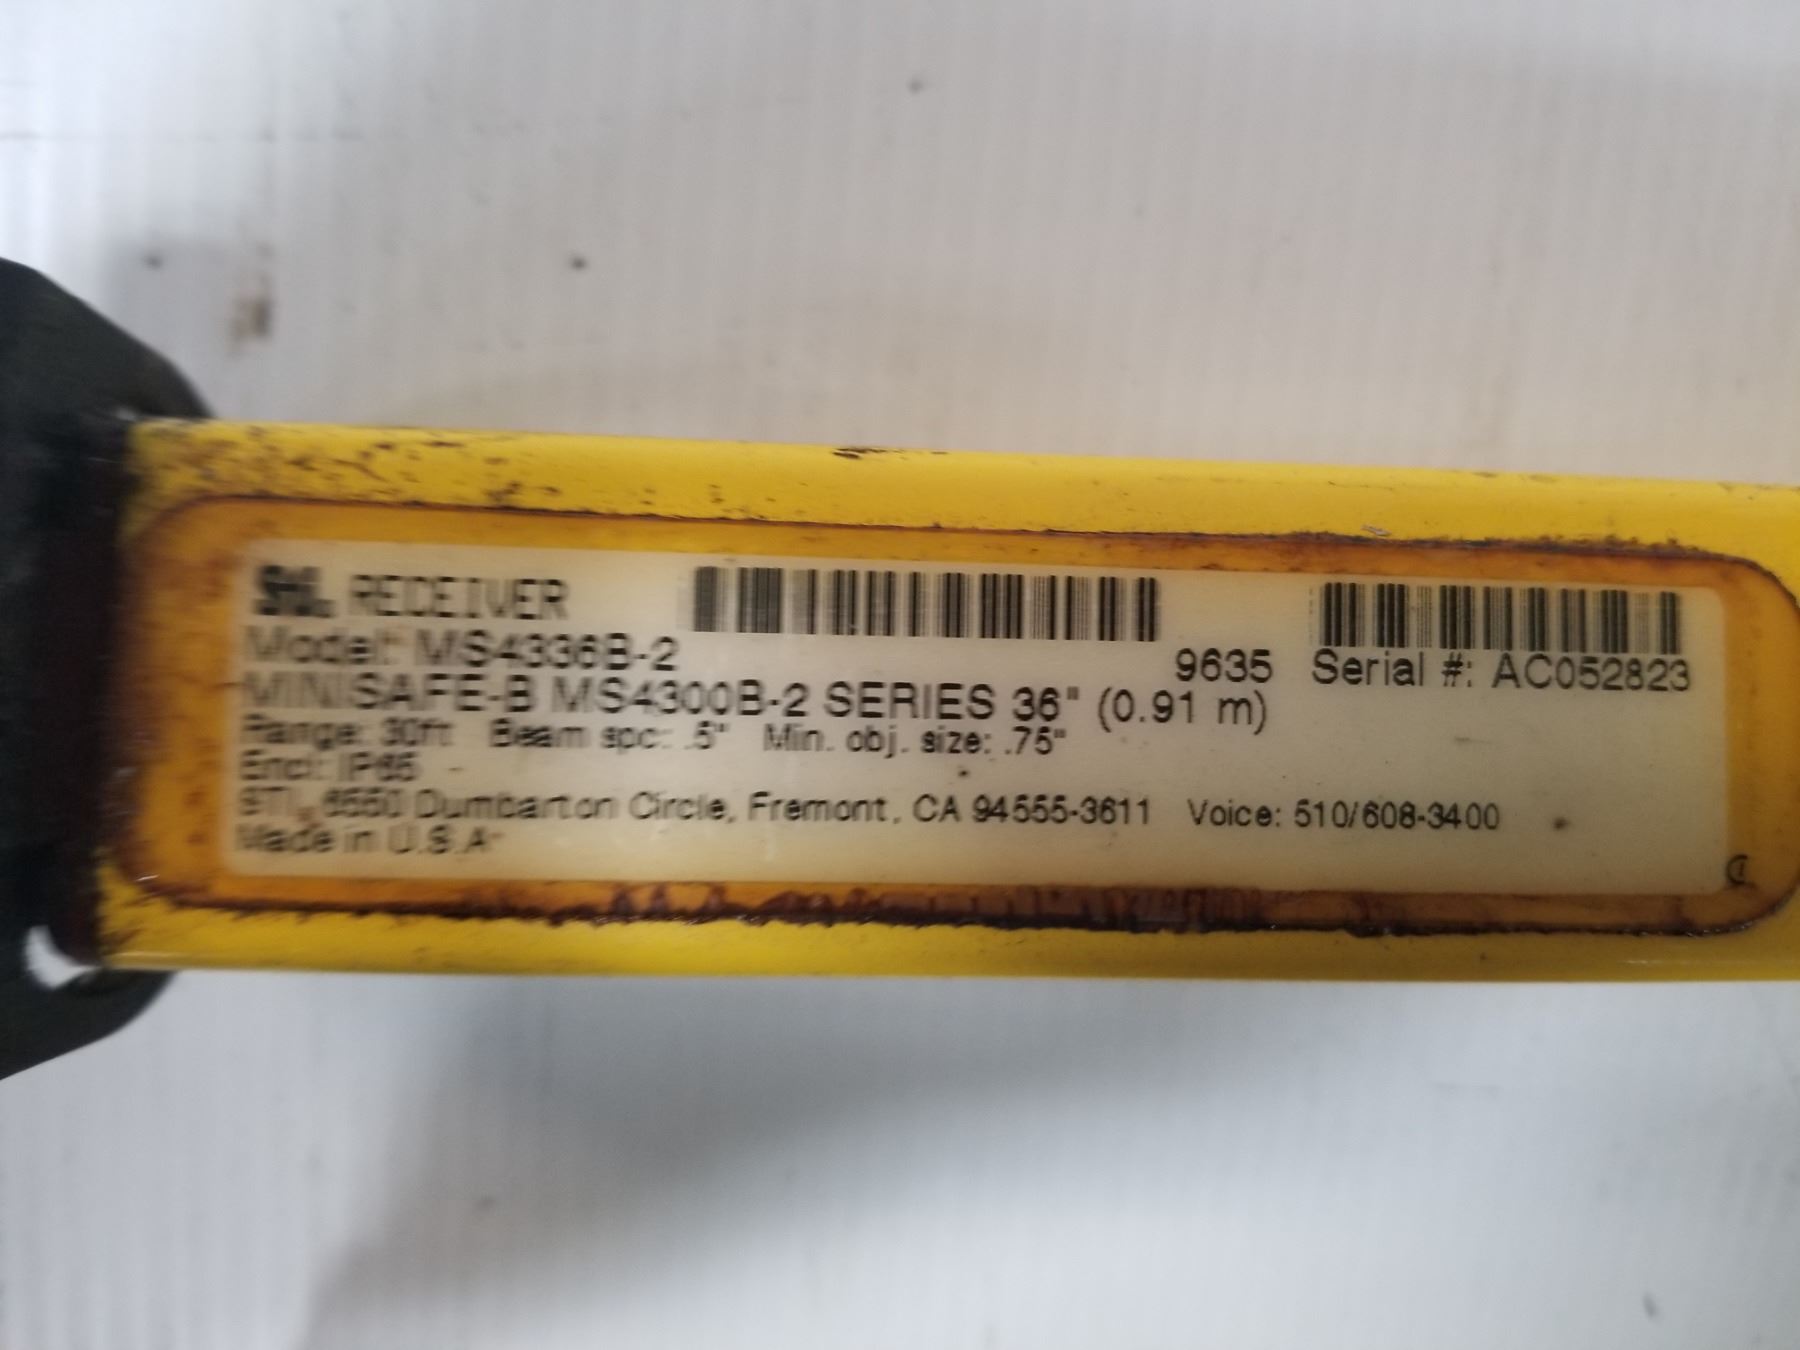 STI RECEIVER
Model: MS4336B-2
9635 Serial #: AC052823
MINISAFE-B MS4300B-2 SERIES 36" (0.91 m)
Range: 30ft Beam spc: .5" Min. obj. size: .75"
Encl: IP65
STI, 6550 Dumbarton Circle, Fremont, CA 94555-3611 Voice: 510/608-3400
Made in U.S.A